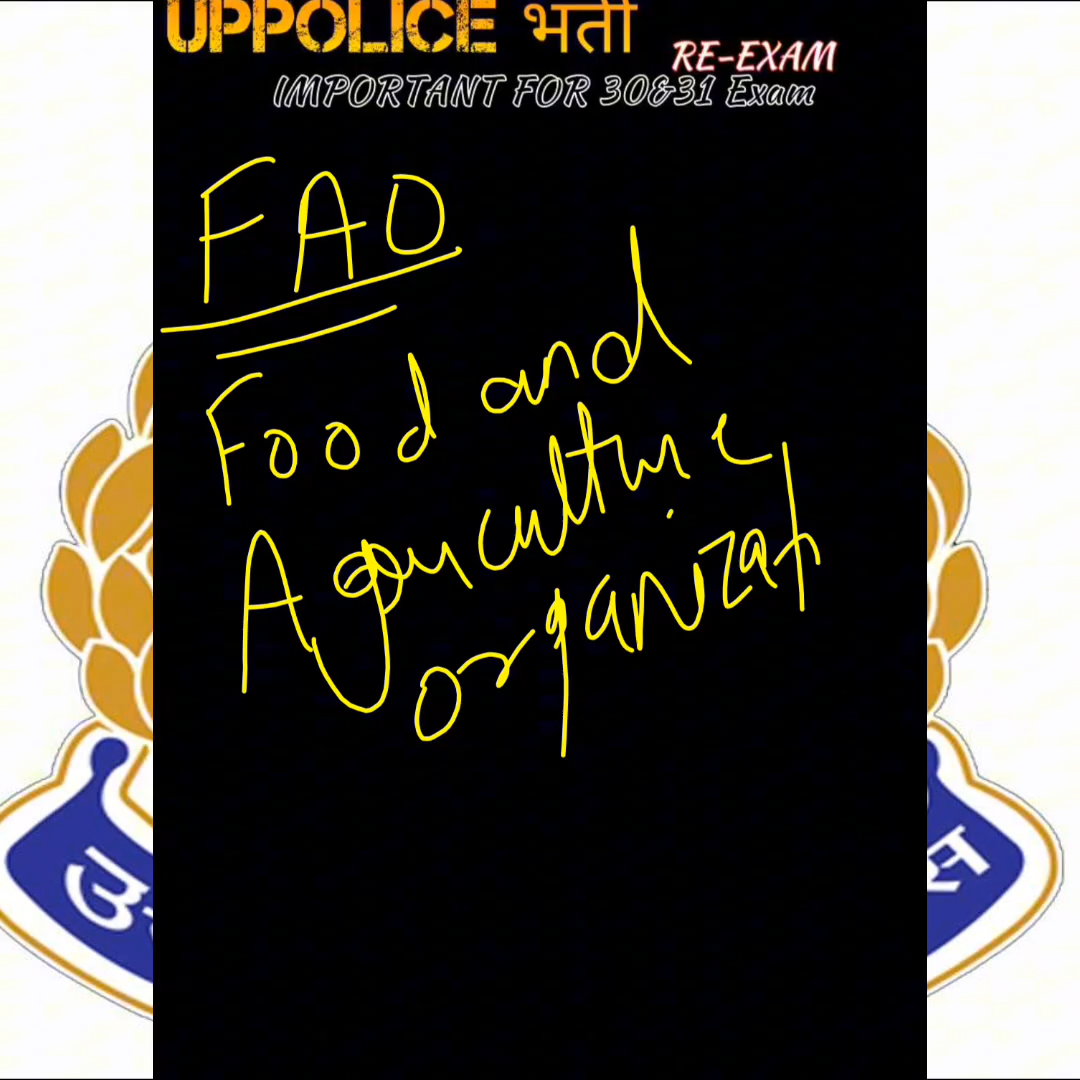 UPPOLICE भर्ती
RE-EXAM
IMPORTANT FOR 30&31 Exam
FAO
Food and
Agriculture
organizat
उ
स